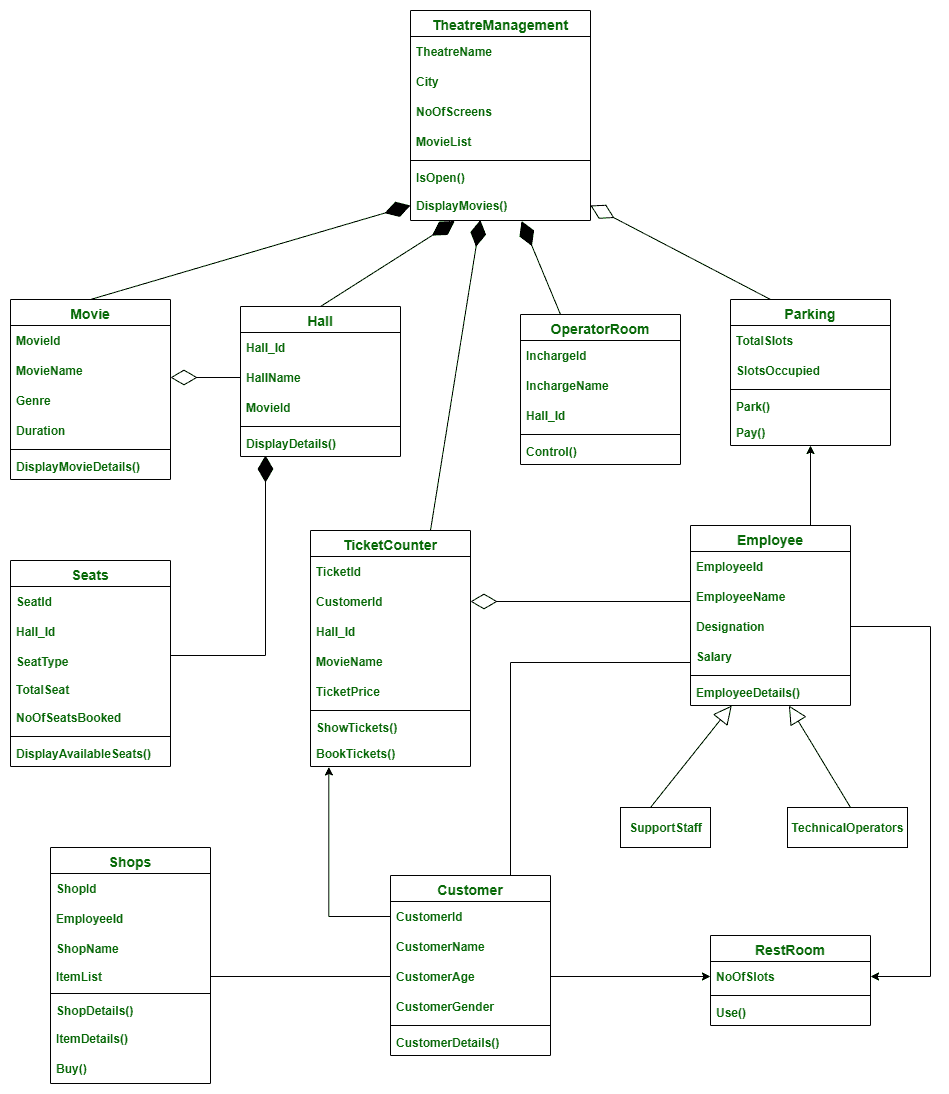 TheatreManagement
TheatreName
City
NoOfScreens
MovieList
IsOpen()
DisplayMovies()
Movie
MovieId
MovieName
Genre
Duration
DisplayMovieDetails()
Hall
Hall_Id
HallName
MovieId
DisplayDetails()
OperatorRoom
InchargeId
InchargeName
Hall_Id
Control()
Parking
TotalSlots
SlotsOccupied
Park()
Pay()
Seats
SeatId
Hall_Id
SeatType
TotalSeat
NoOfSeatsBooked
DisplayAvailableSeats()
TicketCounter
TicketId
CustomerId
Hall_Id
MovieName
TicketPrice
ShowTickets()
BookTickets()
Employee
EmployeeId
EmployeeName
Designation
Salary
EmployeeDetails()
SupportStaff
TechnicalOperators
Shops
ShopId
EmployeeId
ShopName
ItemList
ShopDetails()
ItemDetails()
Buy()
Customer
CustomerId
CustomerName
CustomerAge
CustomerGender
CustomerDetails()
RestRoom
NoOfSlots
Use()